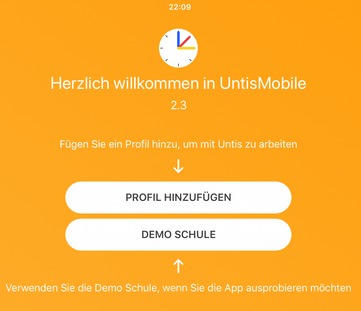 22:09
Herzlich willkommen in UntisMobile
2.3
Fügen Sie ein Profil hinzu, um mit Untis zu arbeiten
PROFIL HINZUFÜGEN
DEMO SCHULE
Verwenden Sie die Demo Schule, wenn Sie die App ausprobieren möchten